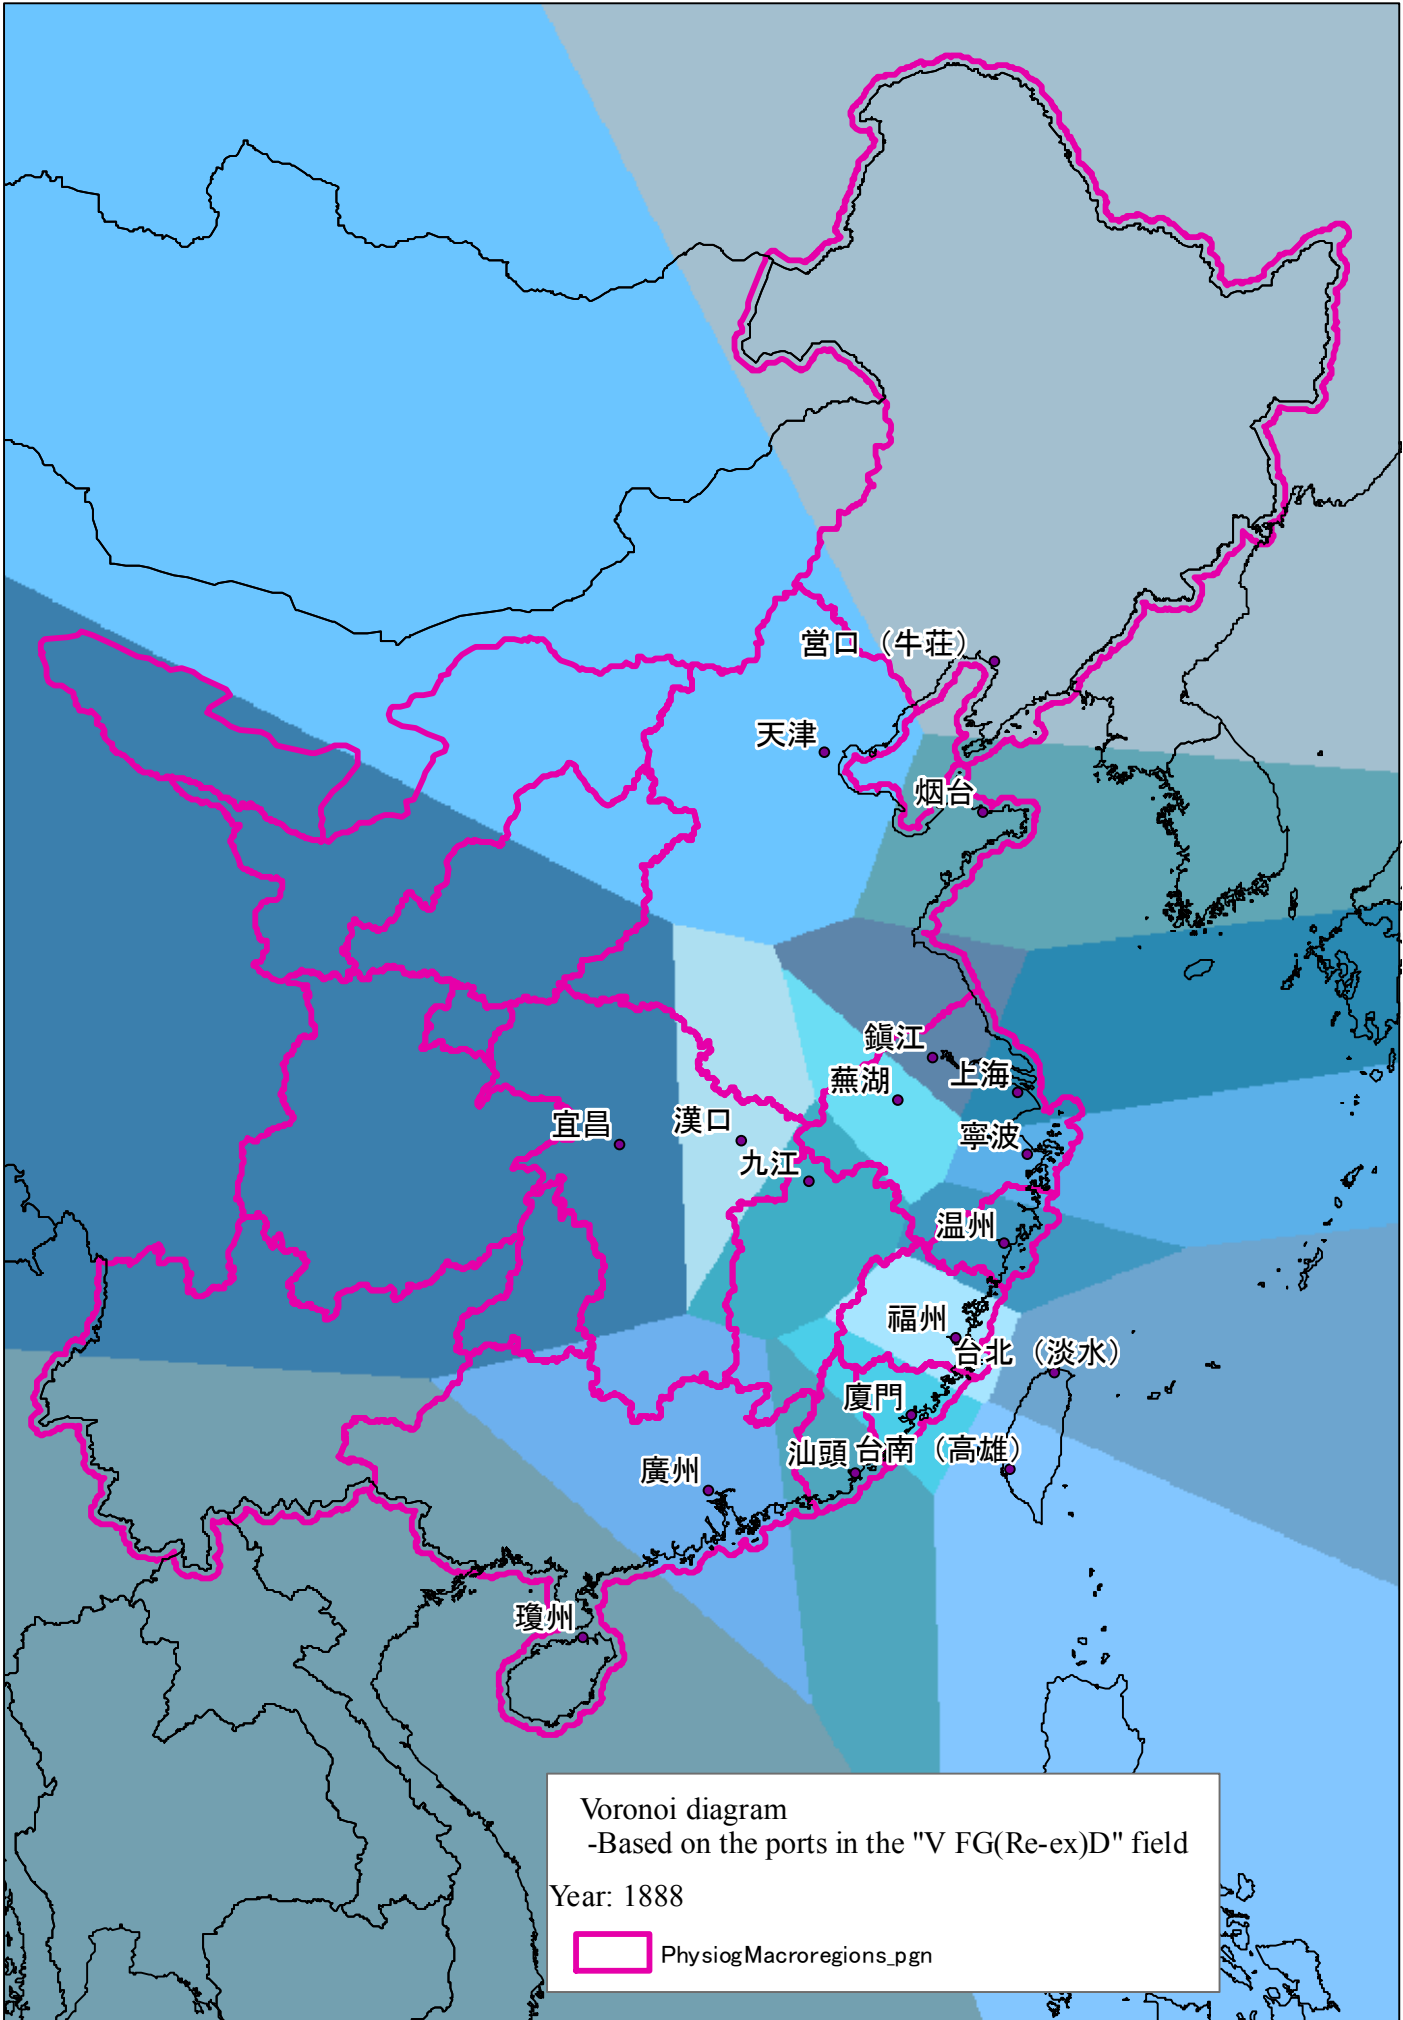 営口（牛荘）
天津
烟台
鎮江
上海
蕪湖
宜昌
漢口
寧波
九江
温州
福州
台北（淡水）
廈門
汕頭
台南（高雄）
廣州
瓊州
Voronoi diagram
-Based on the ports in the "V FG(Re-ex)D" field
Year: 1888
PhysiogMacroregions_pgn